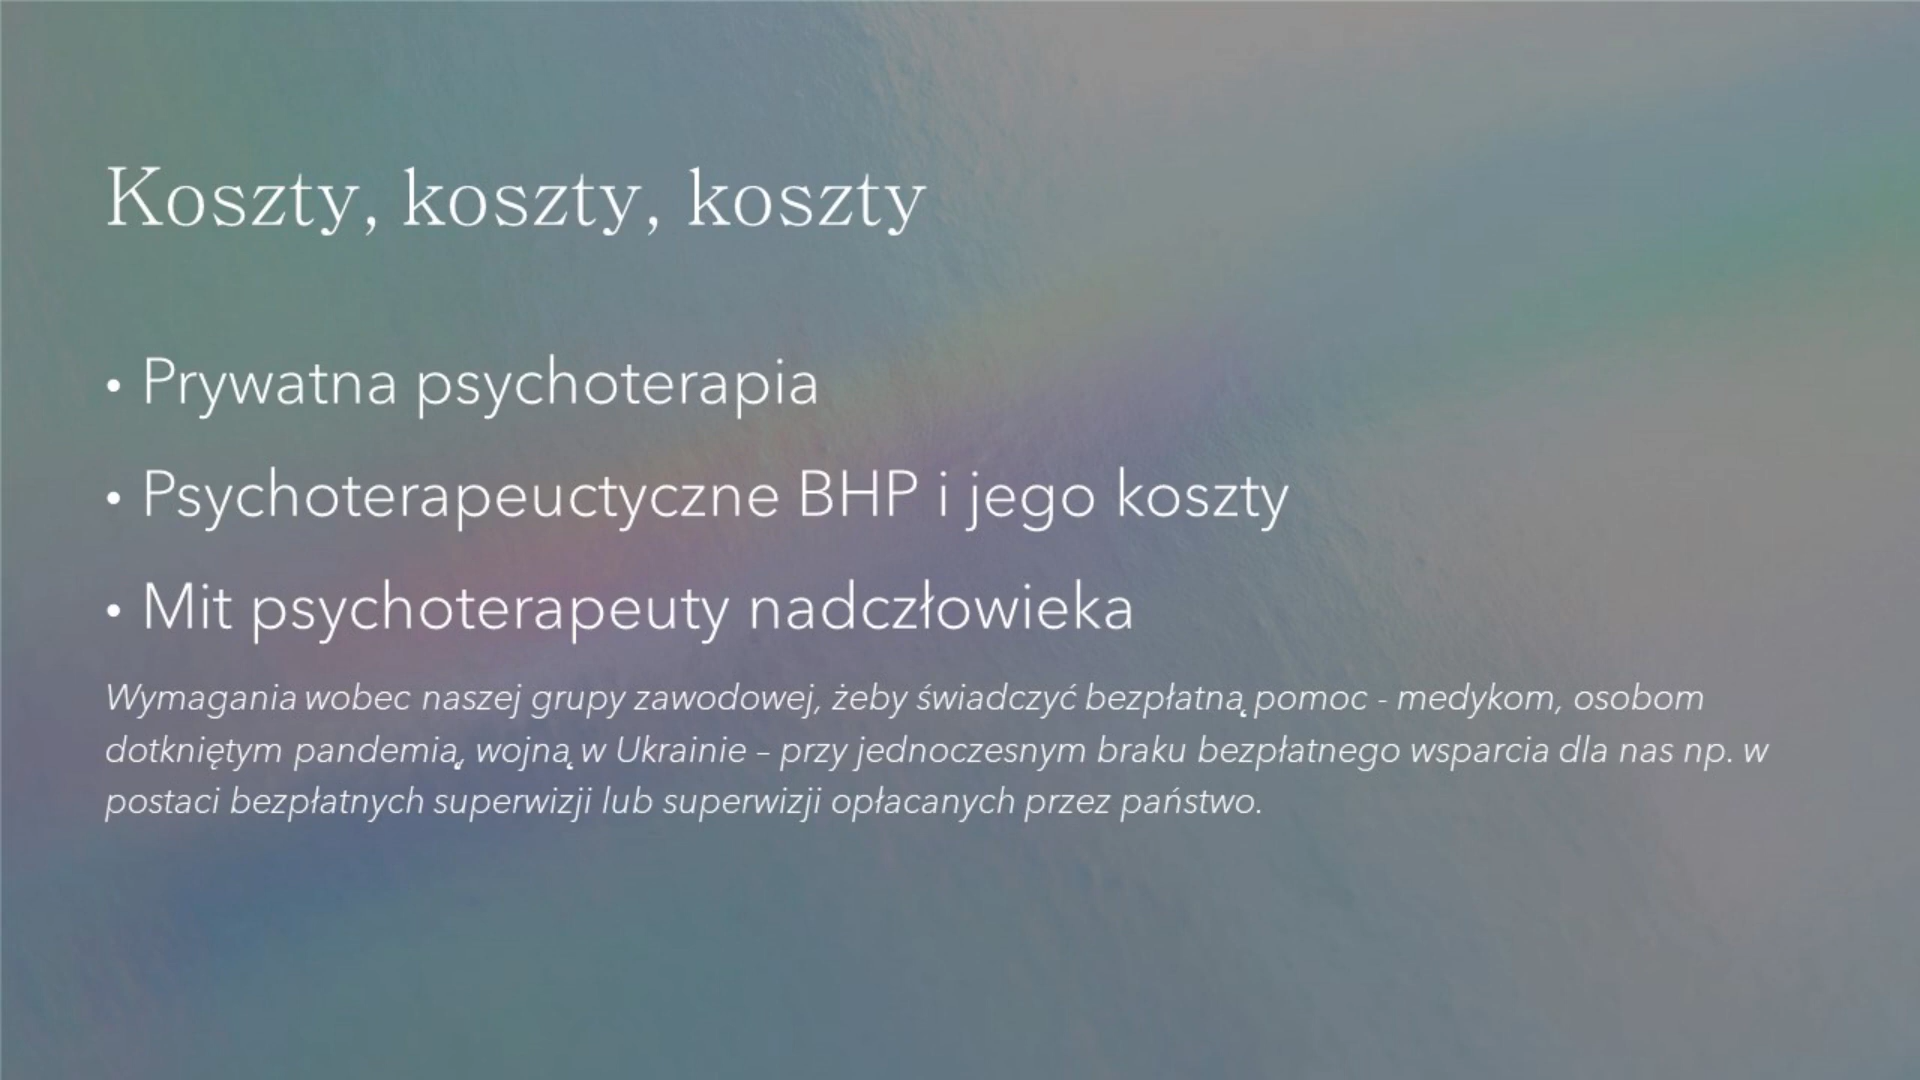 Koszty, koszty, koszty
• Prywatna psychoterapia
• Psychoterapeuctyczne BHP i jego koszty
• Mit psychoterapeuty nadczłowieka
Wymagania wobec naszej grupy zawodowej, żeby świadczyć bezpłatną pomoc - medykom, osobom
dotkniętym pandemią, wojną w Ukrainie – przy jednoczesnym braku bezpłatnego wsparcia dla nas np. w
postaci bezpłatnych superwizji lub superwizji opłacanych przez państwo.